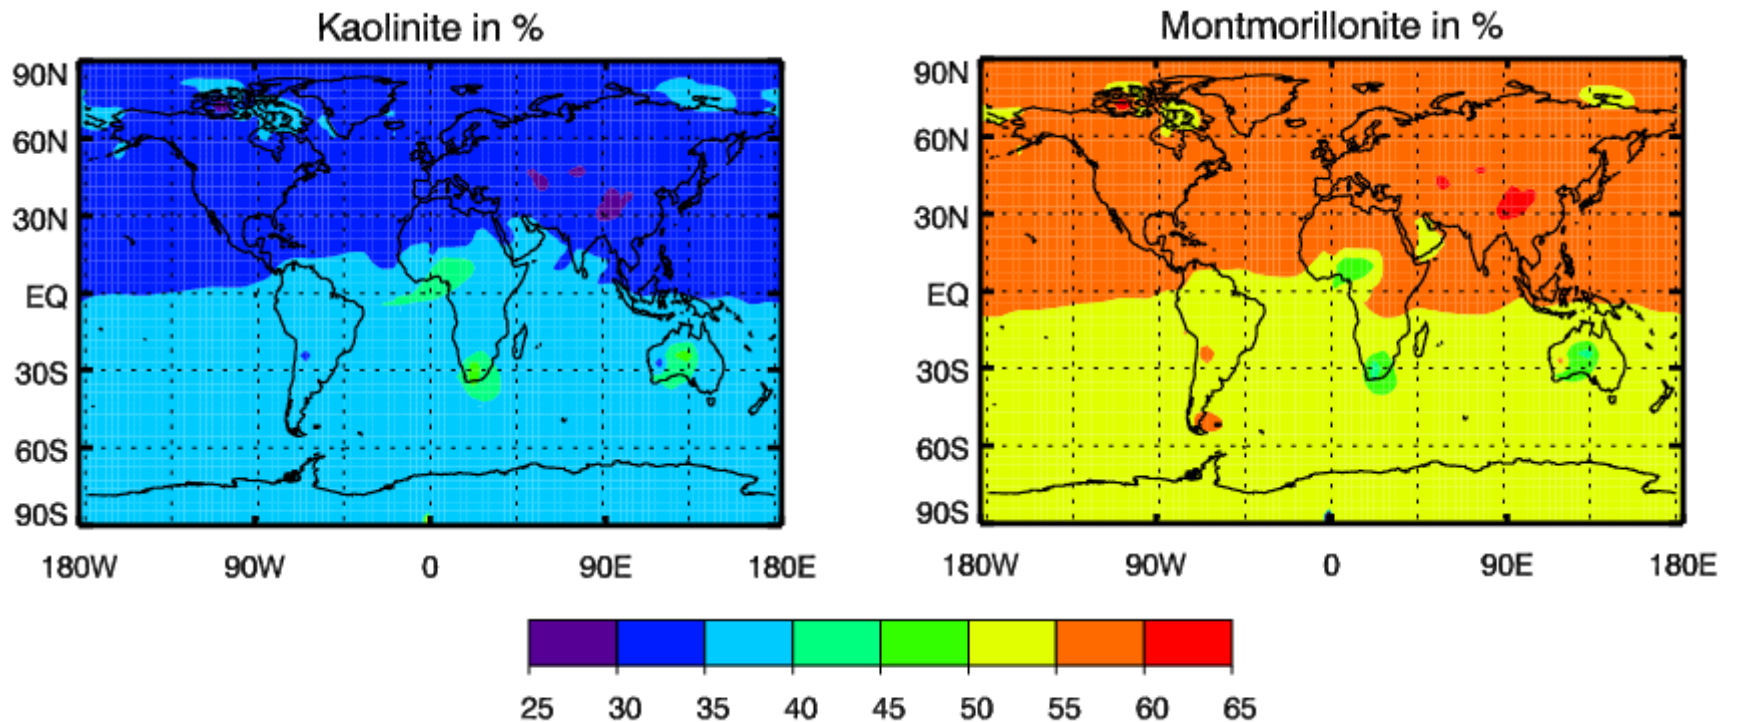 Kaolinite in %
90N
60N
30N
EQ
30S
60S
90S
180W 90W 0 90E 180E
Montmorillonite in %
90N
60N
30N
EQ
30S
60S
90S
180W 90W 0 90E 180E
25 30 35 40 45 50 55 60 65